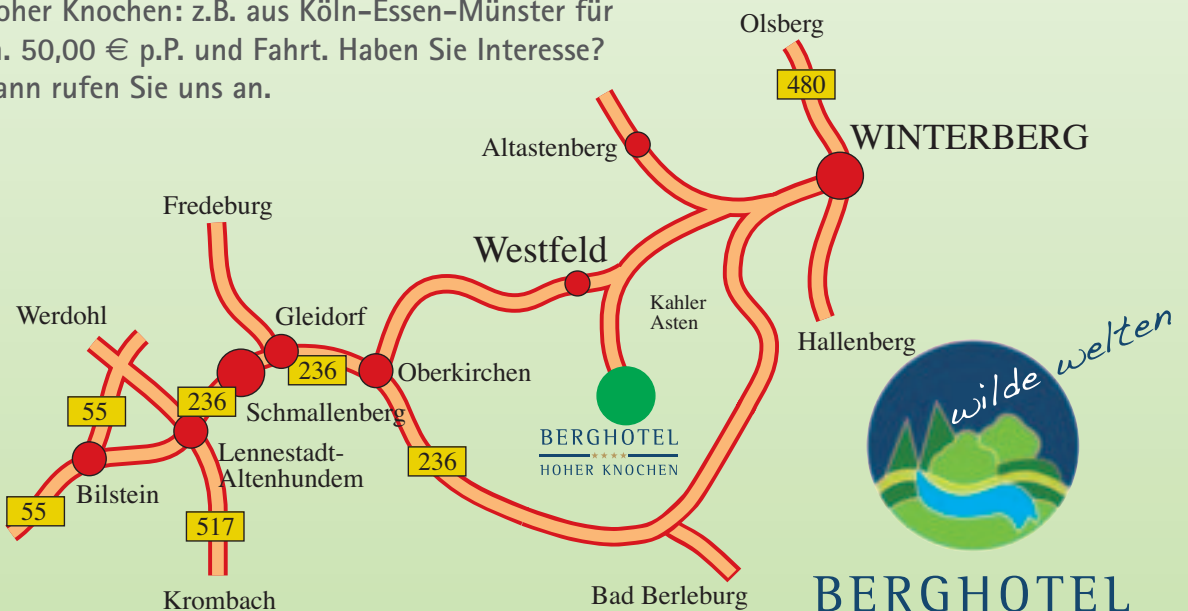 oher Knochen: z.B. aus Köln-Essen-Münster für
. 50,00 € p.P. und Fahrt. Haben Sie Interesse?
ann rufen Sie uns an.
Olsberg
480
WINTERBERG
Altastenberg
Fredeburg
Westfeld
Kahler
Asten
Werdohl
Gleidorf
Hallenberg
wilde welten
236
Oberkirchen
55
236
Schmallenberg
BERGHOTEL
****
HOHER KNOCHEN
Lennestadt-
Altenhundem
236
Bilstein
55
517
Krombach
Bad Berleburg
BERGHOTEL